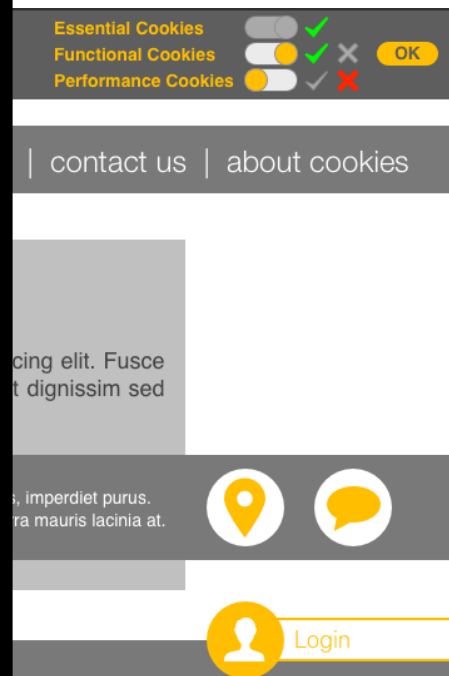 Essential Cookies
Functional Cookies
OK
Performance Cookies
| contact us | about cookies
cing elit. Fusce
t dignissim sed
s, imperdiet purus.
rra mauris lacinia at.
Login